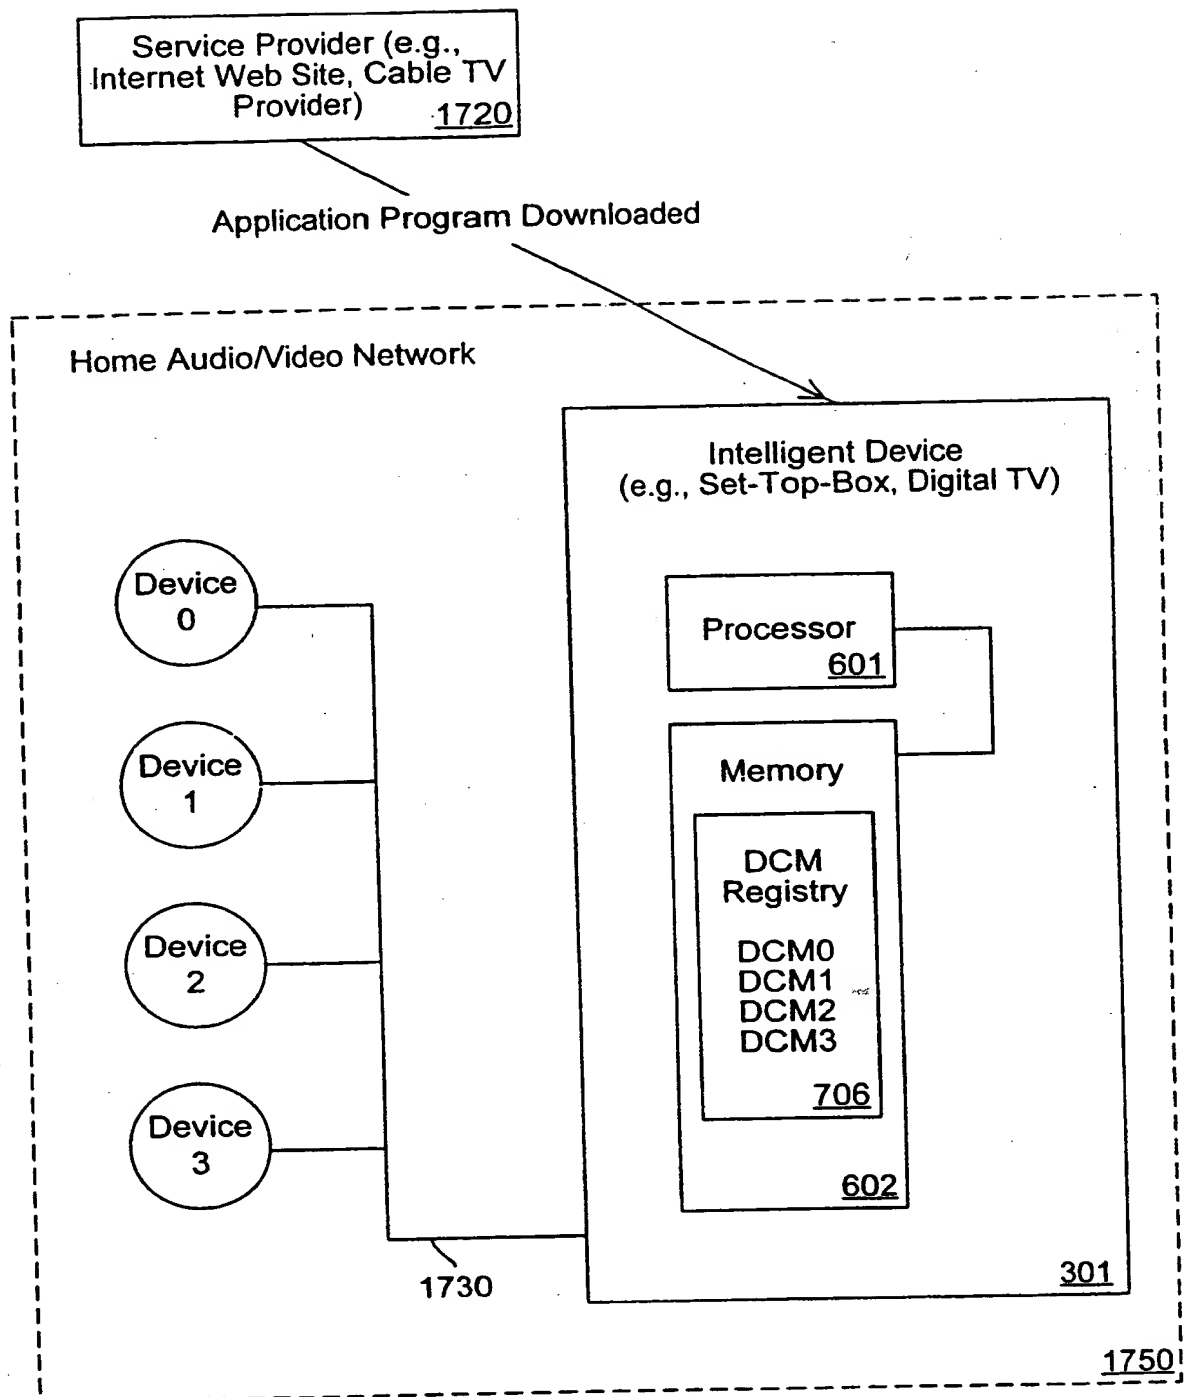 Service Provider (e.g.,
Internet Web Site, Cable TV
Provider)
1720
Application Program Downloaded
Home Audio/Video Network
Intelligent Device
(e.g., Set-Top-Box, Digital TV)
Device
0
Device
1
Device
2
Device
3
Processor
601
Memory
DCM
Registry
DCM0
DCM1
DCM2
DCM3
706
602
301
1730
1750